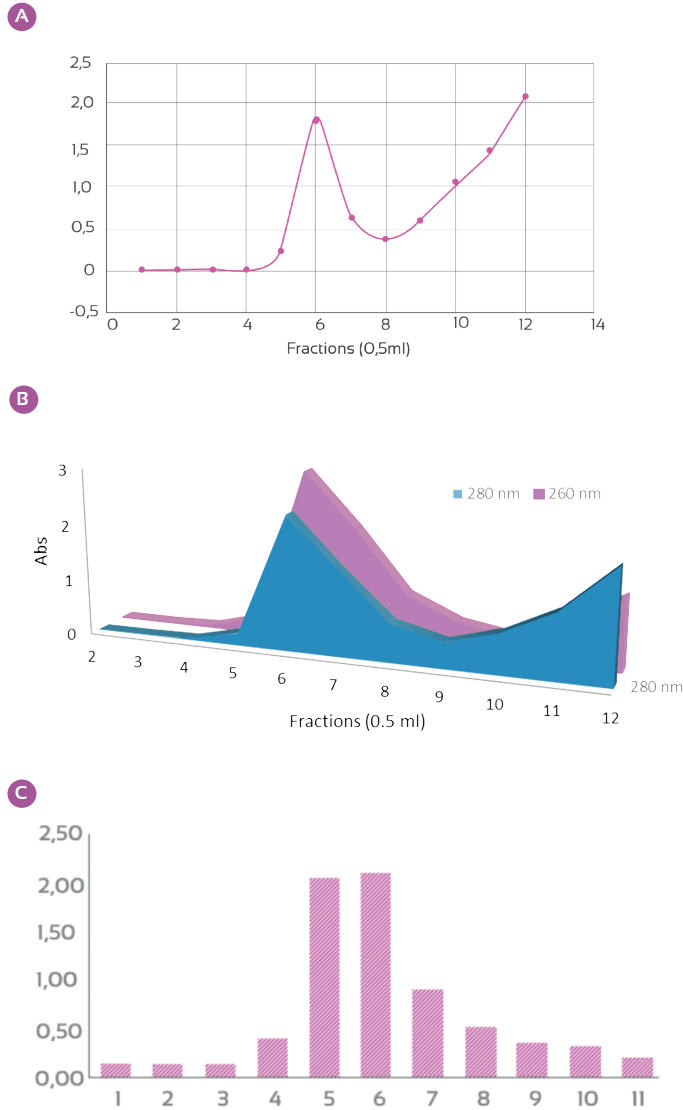 A
2,5
2,0
1,5
1,0
0,5
0
-0,5
0 2 4 6 8 10 12 14
Fractions (0,5ml)
B
3
2
1
0
Abs
280 nm 260 nm
2 3 4 5 6 7 8 9 10 11 12
280 nm
Fractions (0.5 ml)
C
2,50
2,00
1,50
1,00
0,50
0,00
1 2 3 4 5 6 7 8 9 10 11